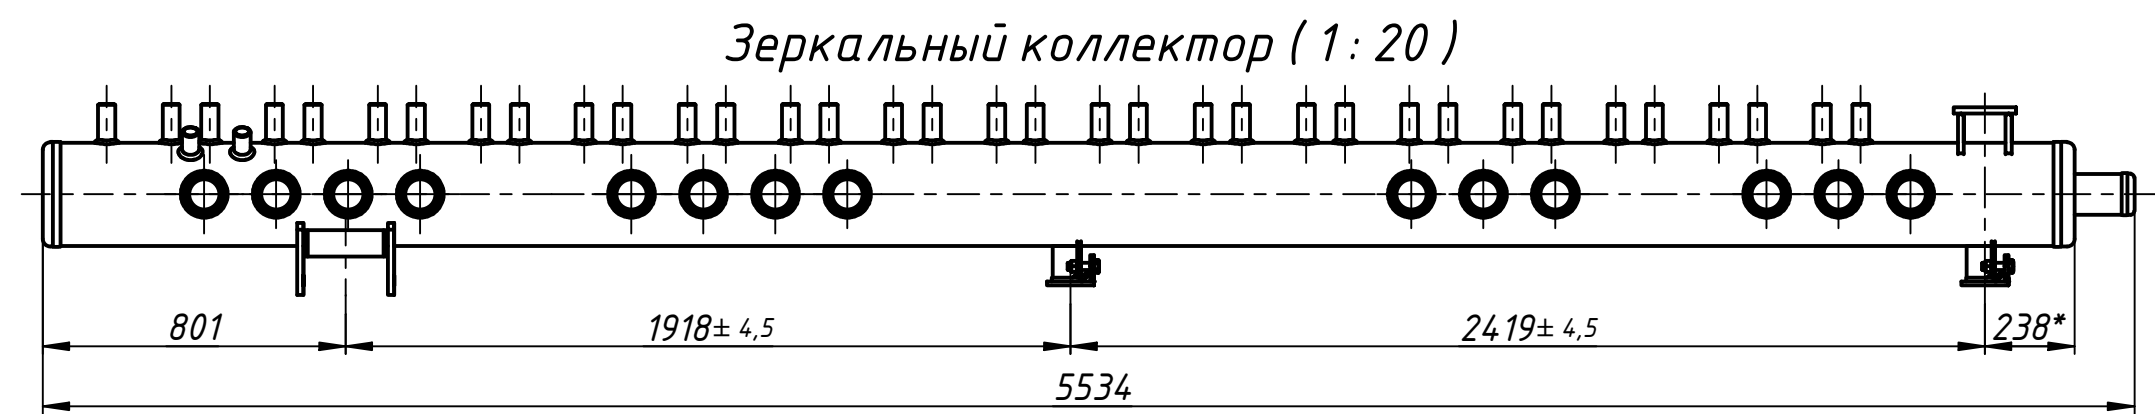 Зеркальный коллектор ( 1 : 20 )
801 1918± 4,5 2419± 4,5 238*
5534